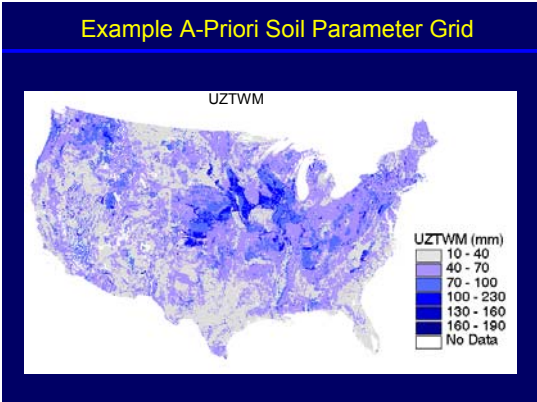 Example A-Priori Soil Parameter Grid
UZTWM
UZTWM (mm)
10 - 40
40 - 70
70 - 100
100 - 230
130 - 160
160 - 190
No Data